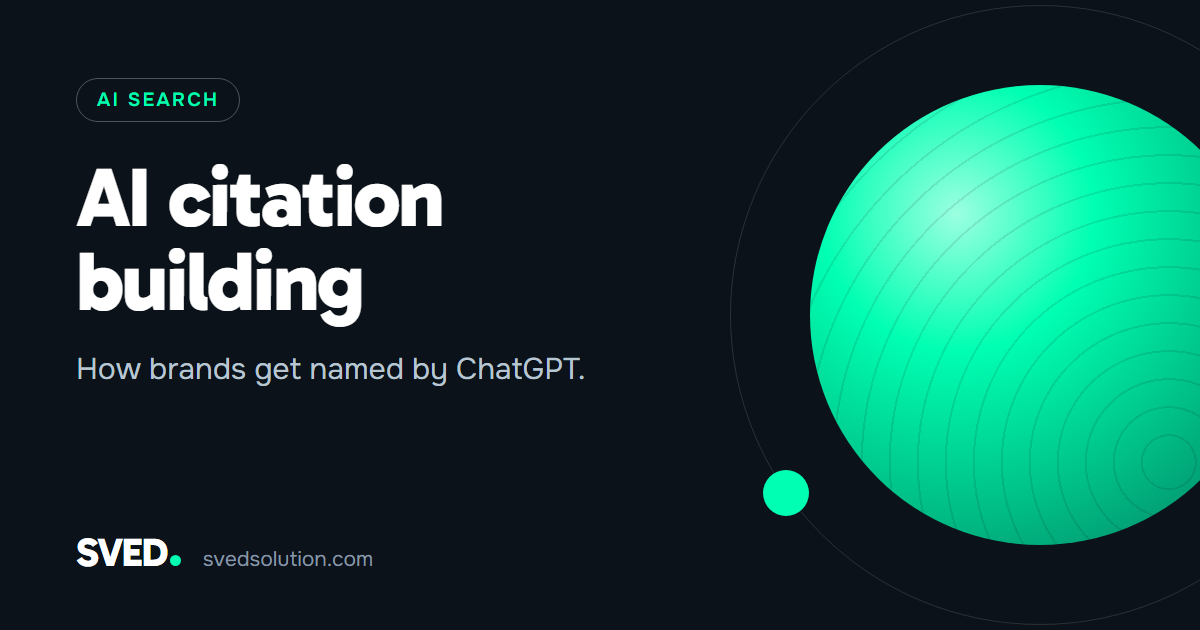 AI SEARCH
AI citation
building
How brands get named by ChatGPT.
SVED.
svedsolution.com